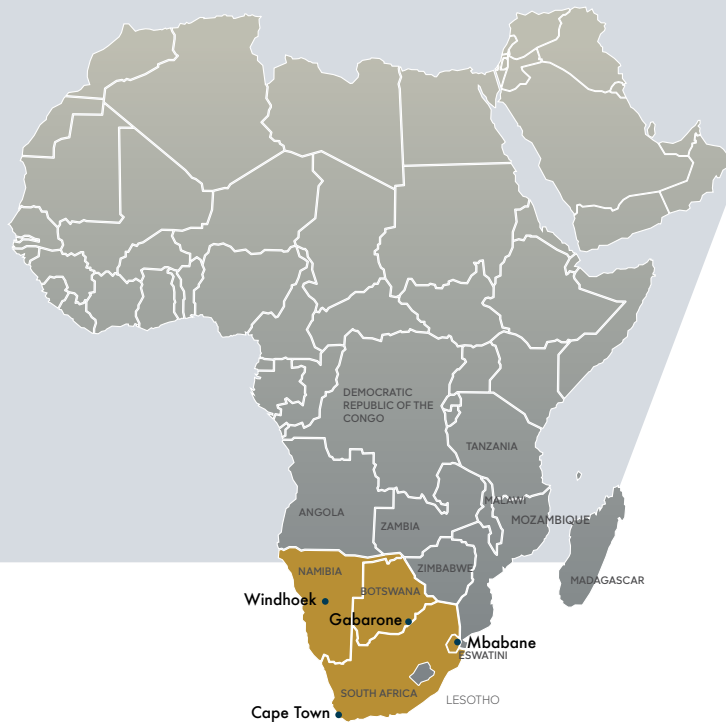 DEMOCRATIC
REPUBLIC OF THE
CONGO
TANZANIA
MALAWI
ANGOLA
MOZAMBIQUE
ZAMBIA
ZIMBABWE
NAMIBIA
MADAGASCAR
BOTSWANA
Windhoek
Gabarone
Mbabane
ESWATINI
SOUTH AFRICA
LESOTHO
Cape Town